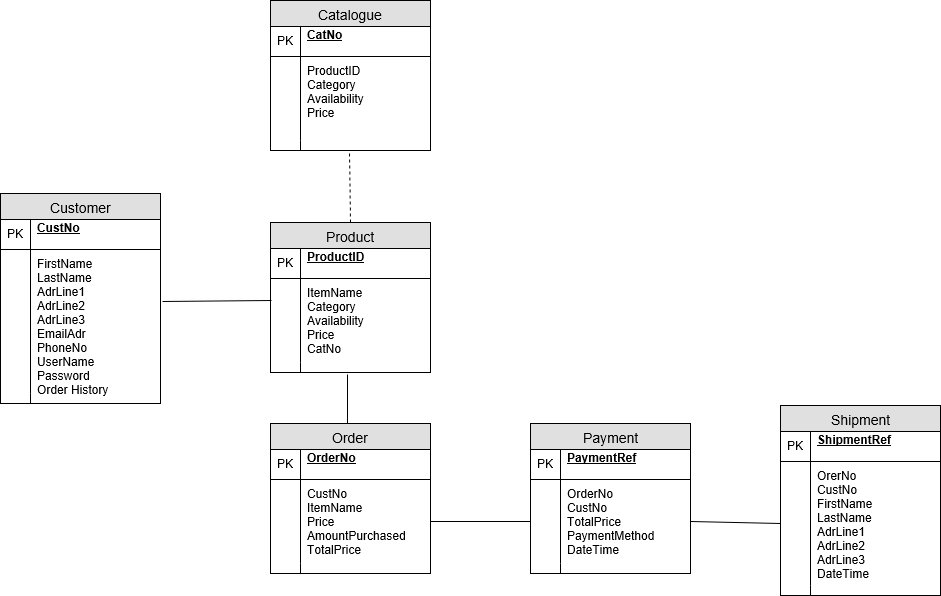 Catalogue
PK CatNo
ProductID
Category
Availability
Price
Customer
PK CustNo
FirstName
LastName
AdrLine1
AdrLine2
AdrLine3
EmailAdr
PhoneNo
UserName
Password
Order History
Product
PK ProductID
ItemName
Category
Availability
Price
CatNo
Order
PK OrderNo
CustNo
ItemName
Price
AmountPurchased
TotalPrice
Payment
PK PaymentRef
OrderNo
CustNo
TotalPrice
PaymentMethod
DateTime
Shipment
PK ShipmentRef
OrerNo
CustNo
FirstName
LastName
AdrLine1
AdrLine2
AdrLine3
DateTime